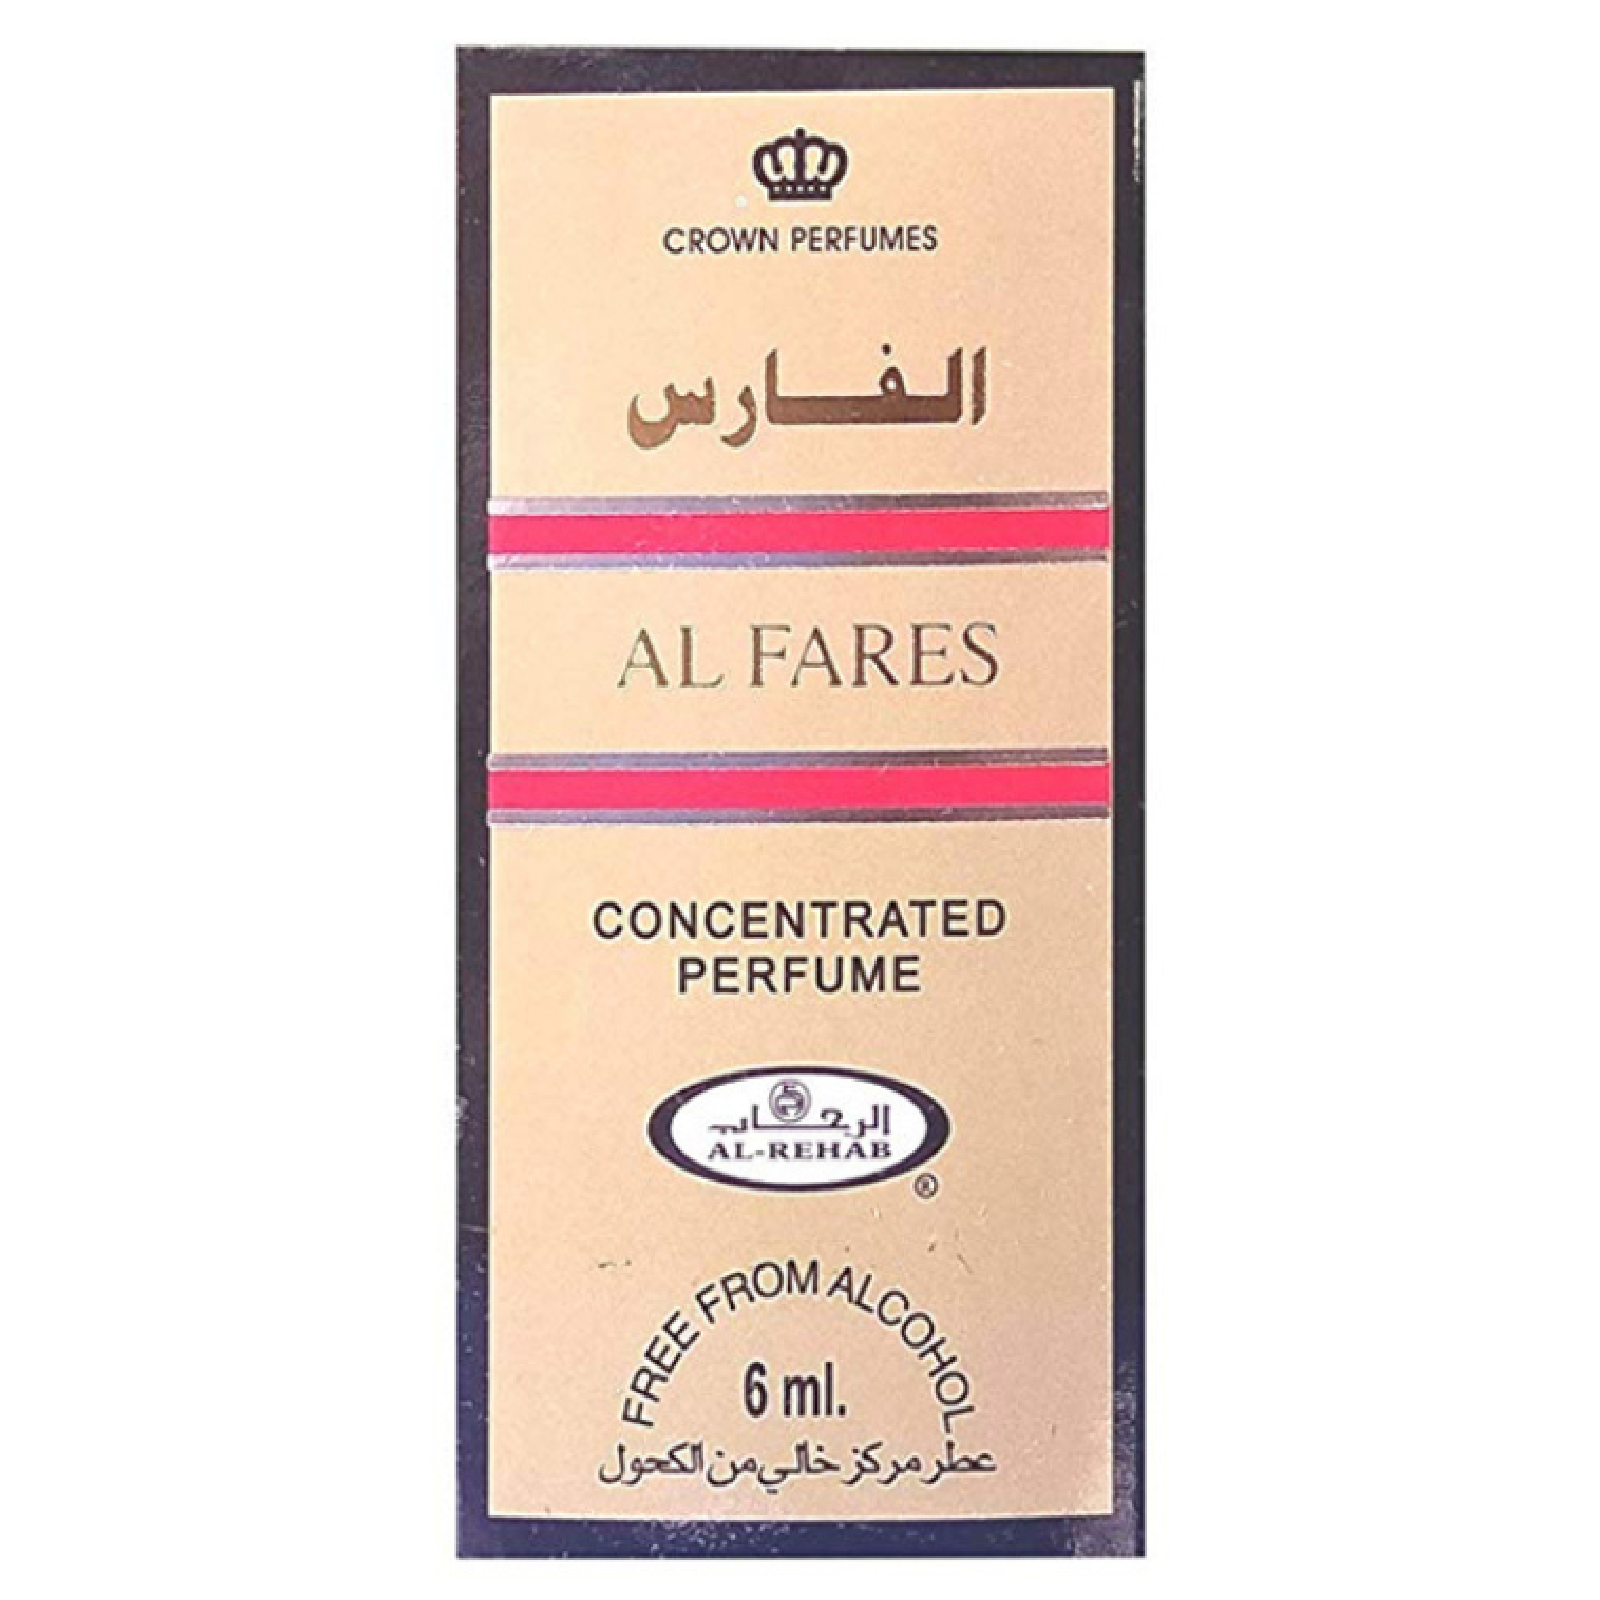 CROWN PERFUMES
الفارس
AL FARES
CONCENTRATED
PERFUME
الرحاب
AL-REHAB
®
FREE FROM ALCOHOL
6 ml.
عطر مركز خالي من الكحول